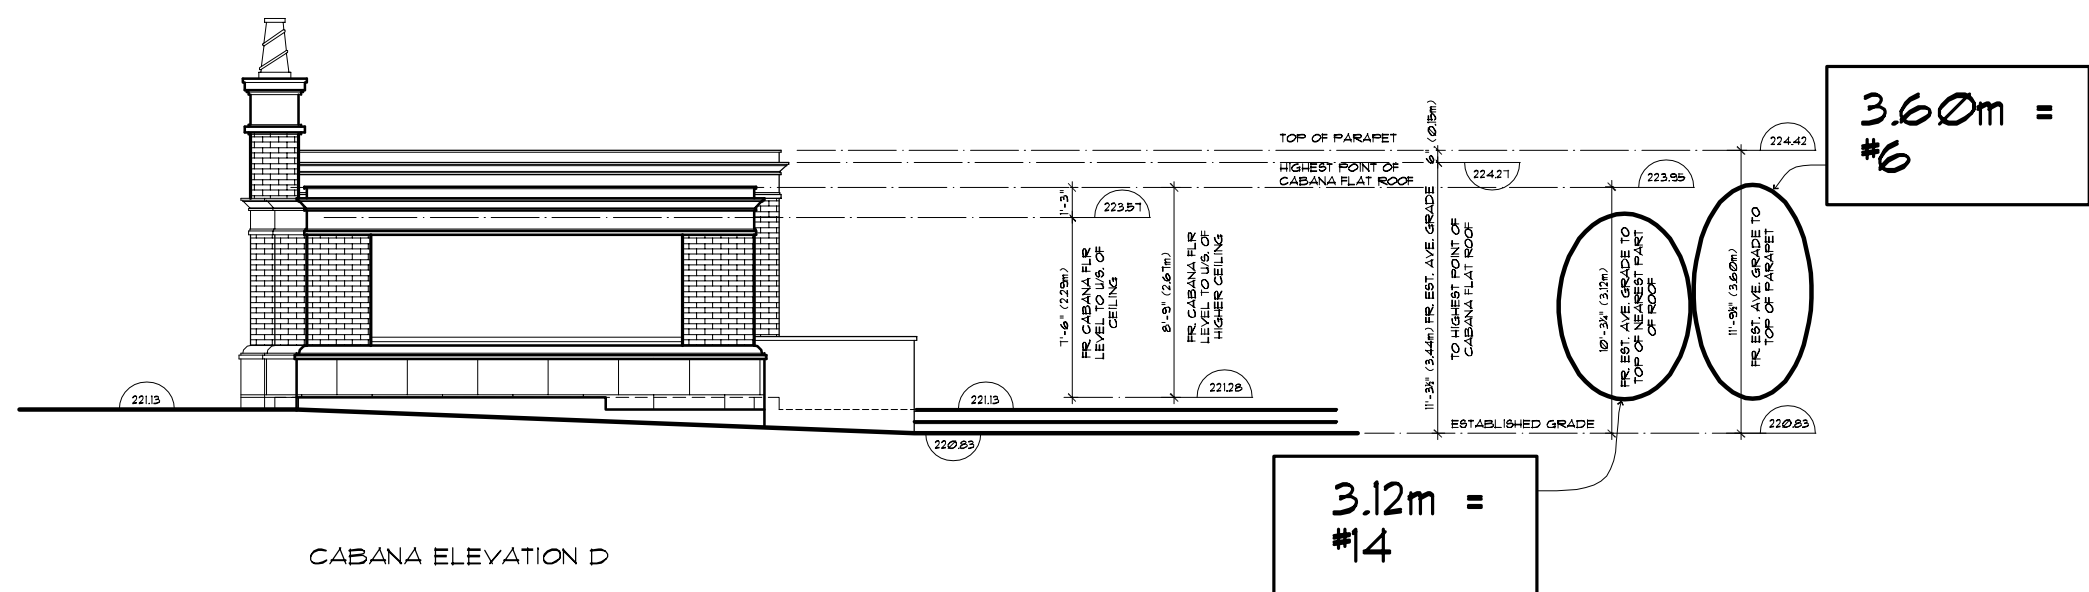 3.60m =
#6
TOP OF PARAPET
6" (0.15m)
224.42
HIGHEST POINT OF
CABANA FLAT ROOF
224.27
223.95
1'-3"
223.57
7'-6" (2.29m)
FR CABANA FLR
LEVEL TO U/S. OF
CEILING
8'-9" (2.67m)
FR CABANA FLR
LEVEL TO U/S. OF
HIGHER CEILING
11'-3½" (3.44m) FR. EST. AVE. GRADE
TO HIGHEST POINT OF
CABANA FLAT ROOF
10'-3¼" (3.12m)
FR. EST. AVE. GRADE TO
TOP OF NEAREST PART
OF ROOF
11'-9½" (3.60m)
FR EST. AVE. GRADE TO
TOP OF PARAPET
221.28
221.13
221.13
ESTABLISHED GRADE
220.83
220.83
3.12m =
#14
CABANA ELEVATION D